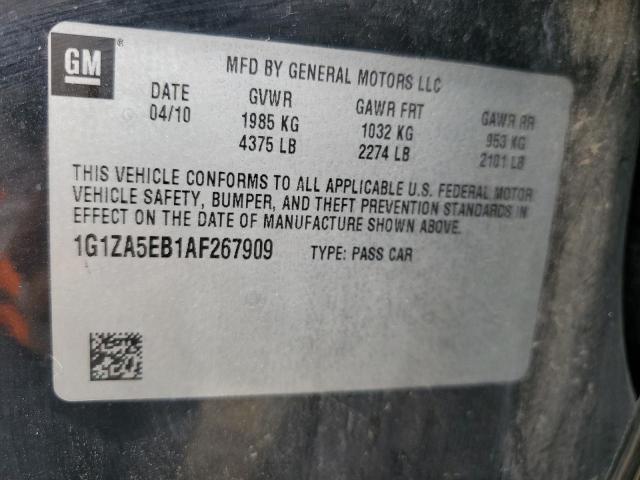 GM®
MFD BY GENERAL MOTORS LLC
DATE GVWR GAWR FRT GAWR RR
04/10 1985 KG 1032 KG 953 KG
4375 LB 2274 LB 2101 LB
THIS VEHICLE CONFORMS TO ALL APPLICABLE U.S. FEDERAL MOTOR
VEHICLE SAFETY, BUMPER, AND THEFT PREVENTION STANDARDS IN
EFFECT ON THE DATE OF MANUFACTURE SHOWN ABOVE.
1G1ZA5EB1AF267909 TYPE: PASS CAR